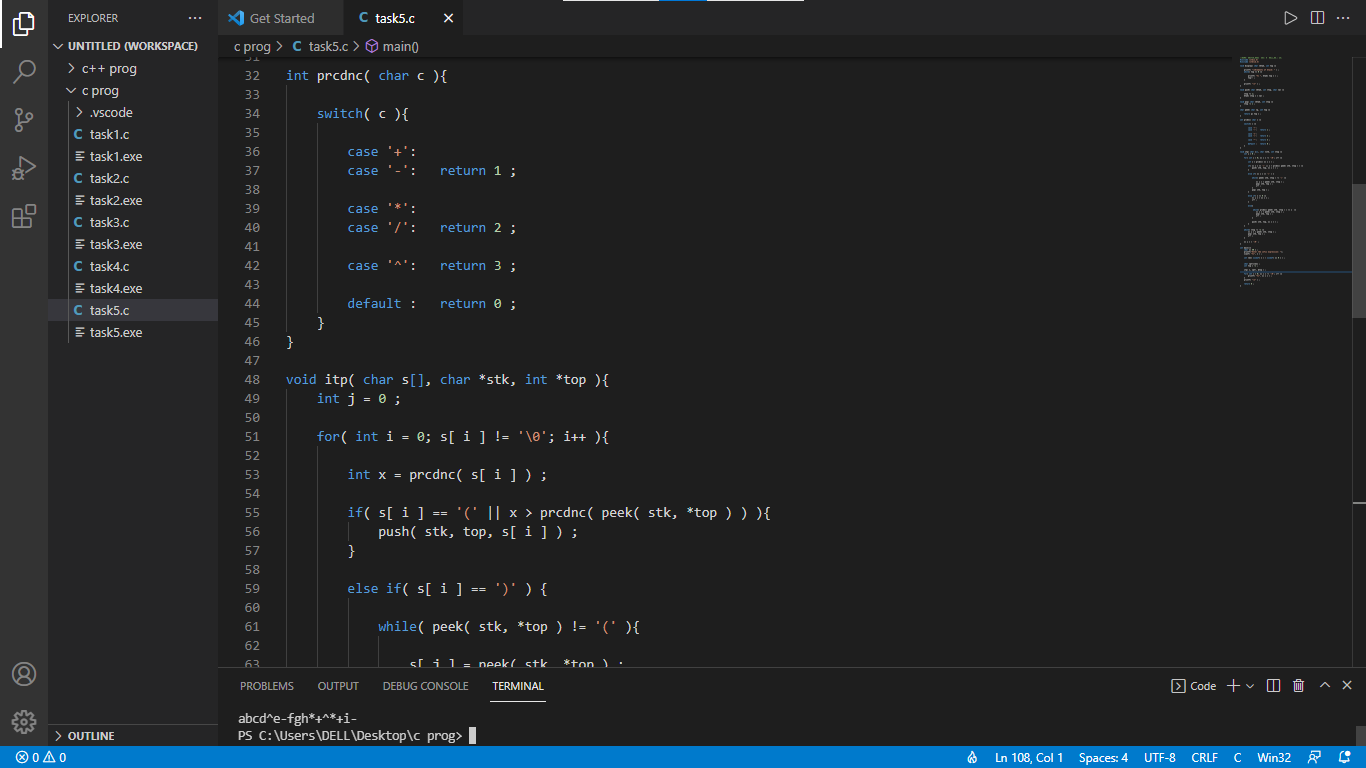 EXPLORER
Get Started
task5.c
UNTITLED (WORKSPACE)
c prog > C task5.c > main()
> c++ prog
c prog
> .vscode
C task1.c
task1.exe
C task2.c
task2.exe
C task3.c
task3.exe
C task4.c
task4.exe
C task5.c
task5.exe
> OUTLINE
31
32 int prcdnc( char c ){
33
34 switch( c ){
35
36 case '+':
37 case '-': return 1 ;
38
39 case '*':
40 case '/': return 2 ;
41
42 case '^': return 3 ;
43
44 default : return 0 ;
45 }
46 }
47
48 void itp( char s[], char *stk, int *top ){
49 int j = 0 ;
50
51 for( int i = 0; s[ i ] != '\0'; i++ ){
52
53 int x = prcdnc( s[ i ] ) ;
54
55 if( s[ i ] == '(' || x > prcdnc( peek( stk, *top ) ) ){
56 push( stk, top, s[ i ] ) ;
57 }
58
59 else if( s[ i ] == ')' ) {
60
61 while( peek( stk, *top ) != '(' ){
62
63 s[ j ] = peek( stk, *top ) ;
PROBLEMS OUTPUT DEBUG CONSOLE TERMINAL
Code
abcd^e-fgh*+^*+i-
PS C:\Users\DELL\Desktop\c prog>
0 0
Ln 108, Col 1 Spaces: 4 UTF-8 CRLF C Win32